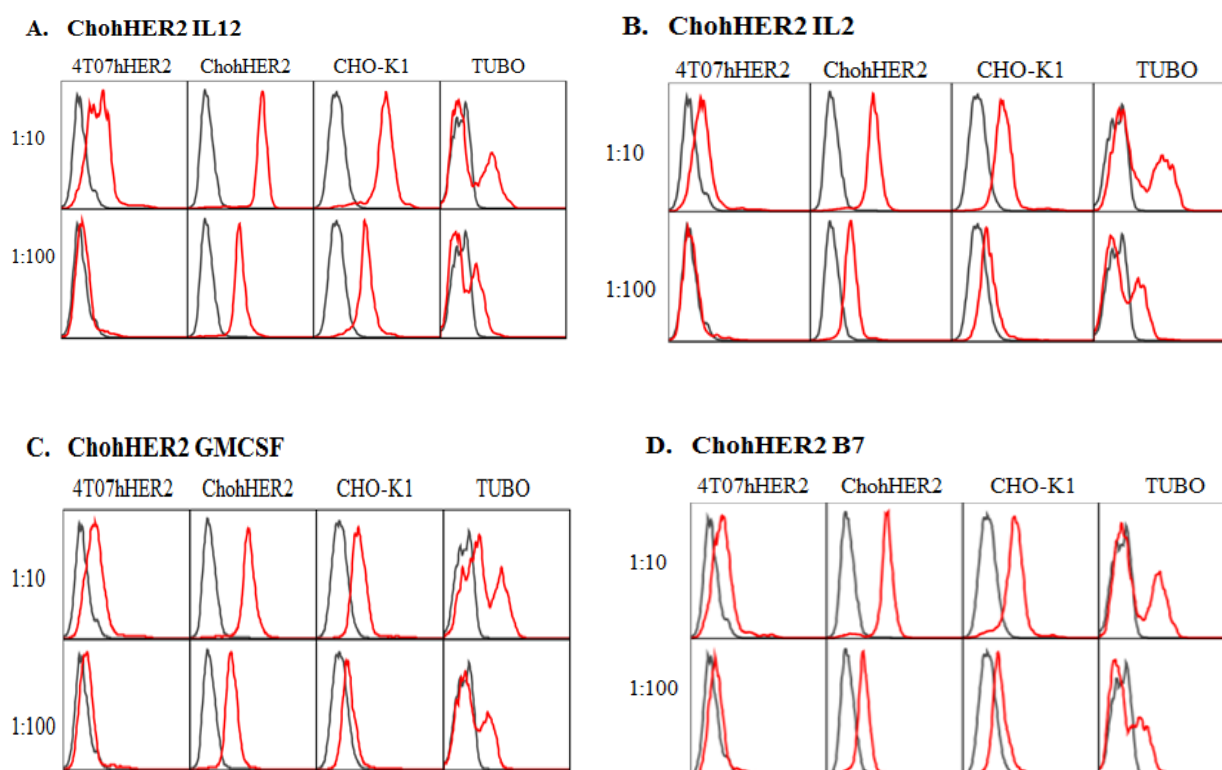 A. ChohHER2 IL12
4T07hHER2 ChohHER2 CHO-K1 TUBO
1:10
1:100
B. ChohHER2 IL2
4T07hHER2 ChohHER2 CHO-K1 TUBO
1:10
1:100
C. ChohHER2 GMCSF
4T07hHER2 ChohHER2 CHO-K1 TUBO
1:10
1:100
D. ChohHER2 B7
4T07hHER2 ChohHER2 CHO-K1 TUBO
1:10
1:100